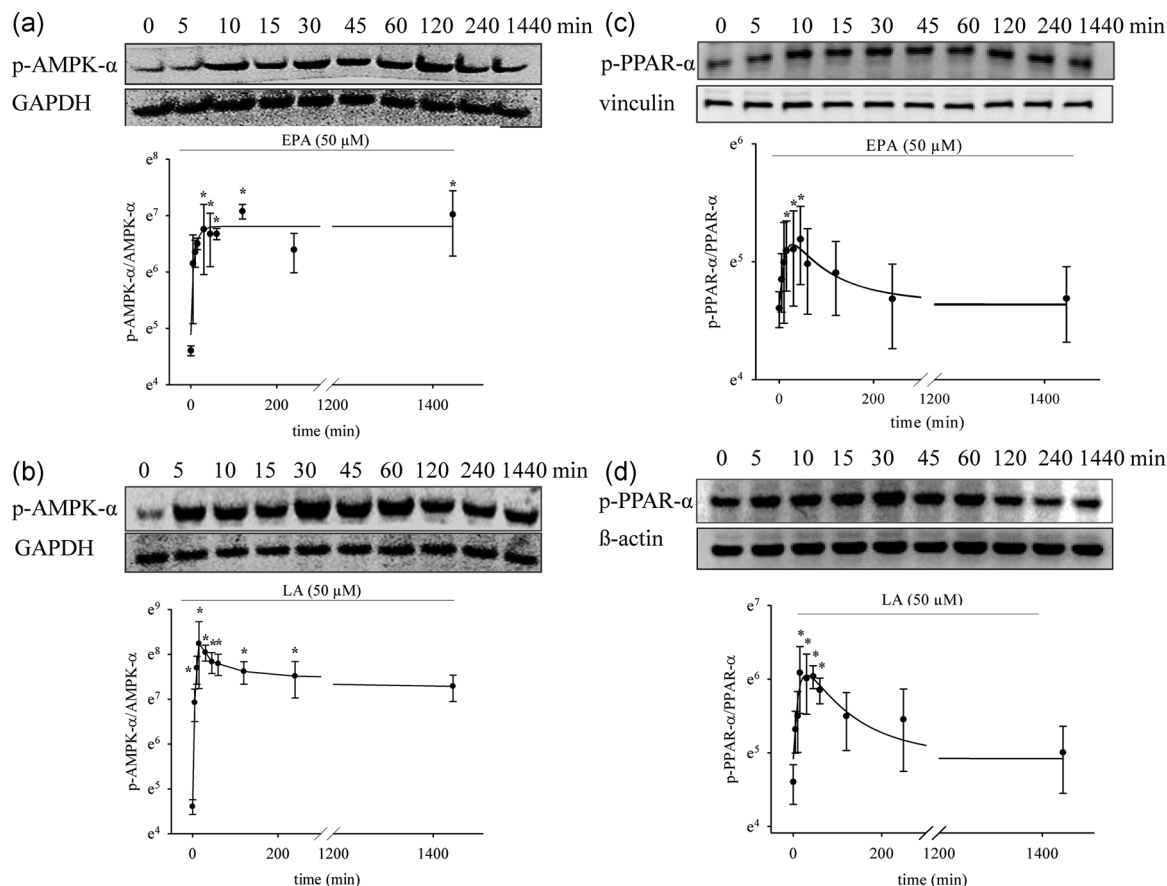 (a) 0 5 10 15 30 45 60 120 240 1440 min
p-AMPK-α
GAPDH
EPA (50 µM)
e⁸
e⁷
e⁶
e⁵
e⁴
p-AMPK-α/AMPK-α
* * * * *
0 200 1200 1400
time (min)
(b) 0 5 10 15 30 45 60 120 240 1440 min
p-AMPK-α
GAPDH
LA (50 µM)
e⁹
e⁸
e⁷
e⁶
e⁵
e⁴
p-AMPK-α/AMPK-α
* * * ** * *
0 200 1200 1400
time (min)
(c) 0 5 10 15 30 45 60 120 240 1440 min
p-PPAR-α
vinculin
EPA (50 µM)
e⁶
e⁵
e⁴
p-PPAR-α/PPAR-α
* * *
0 200 1200 1400
time (min)
(d) 0 5 10 15 30 45 60 120 240 1440 min
p-PPAR-α
ß-actin
LA (50 µM)
e⁷
e⁶
e⁵
e⁴
p-PPAR-α/PPAR-α
* * * *
0 200 1200 1400
time (min)